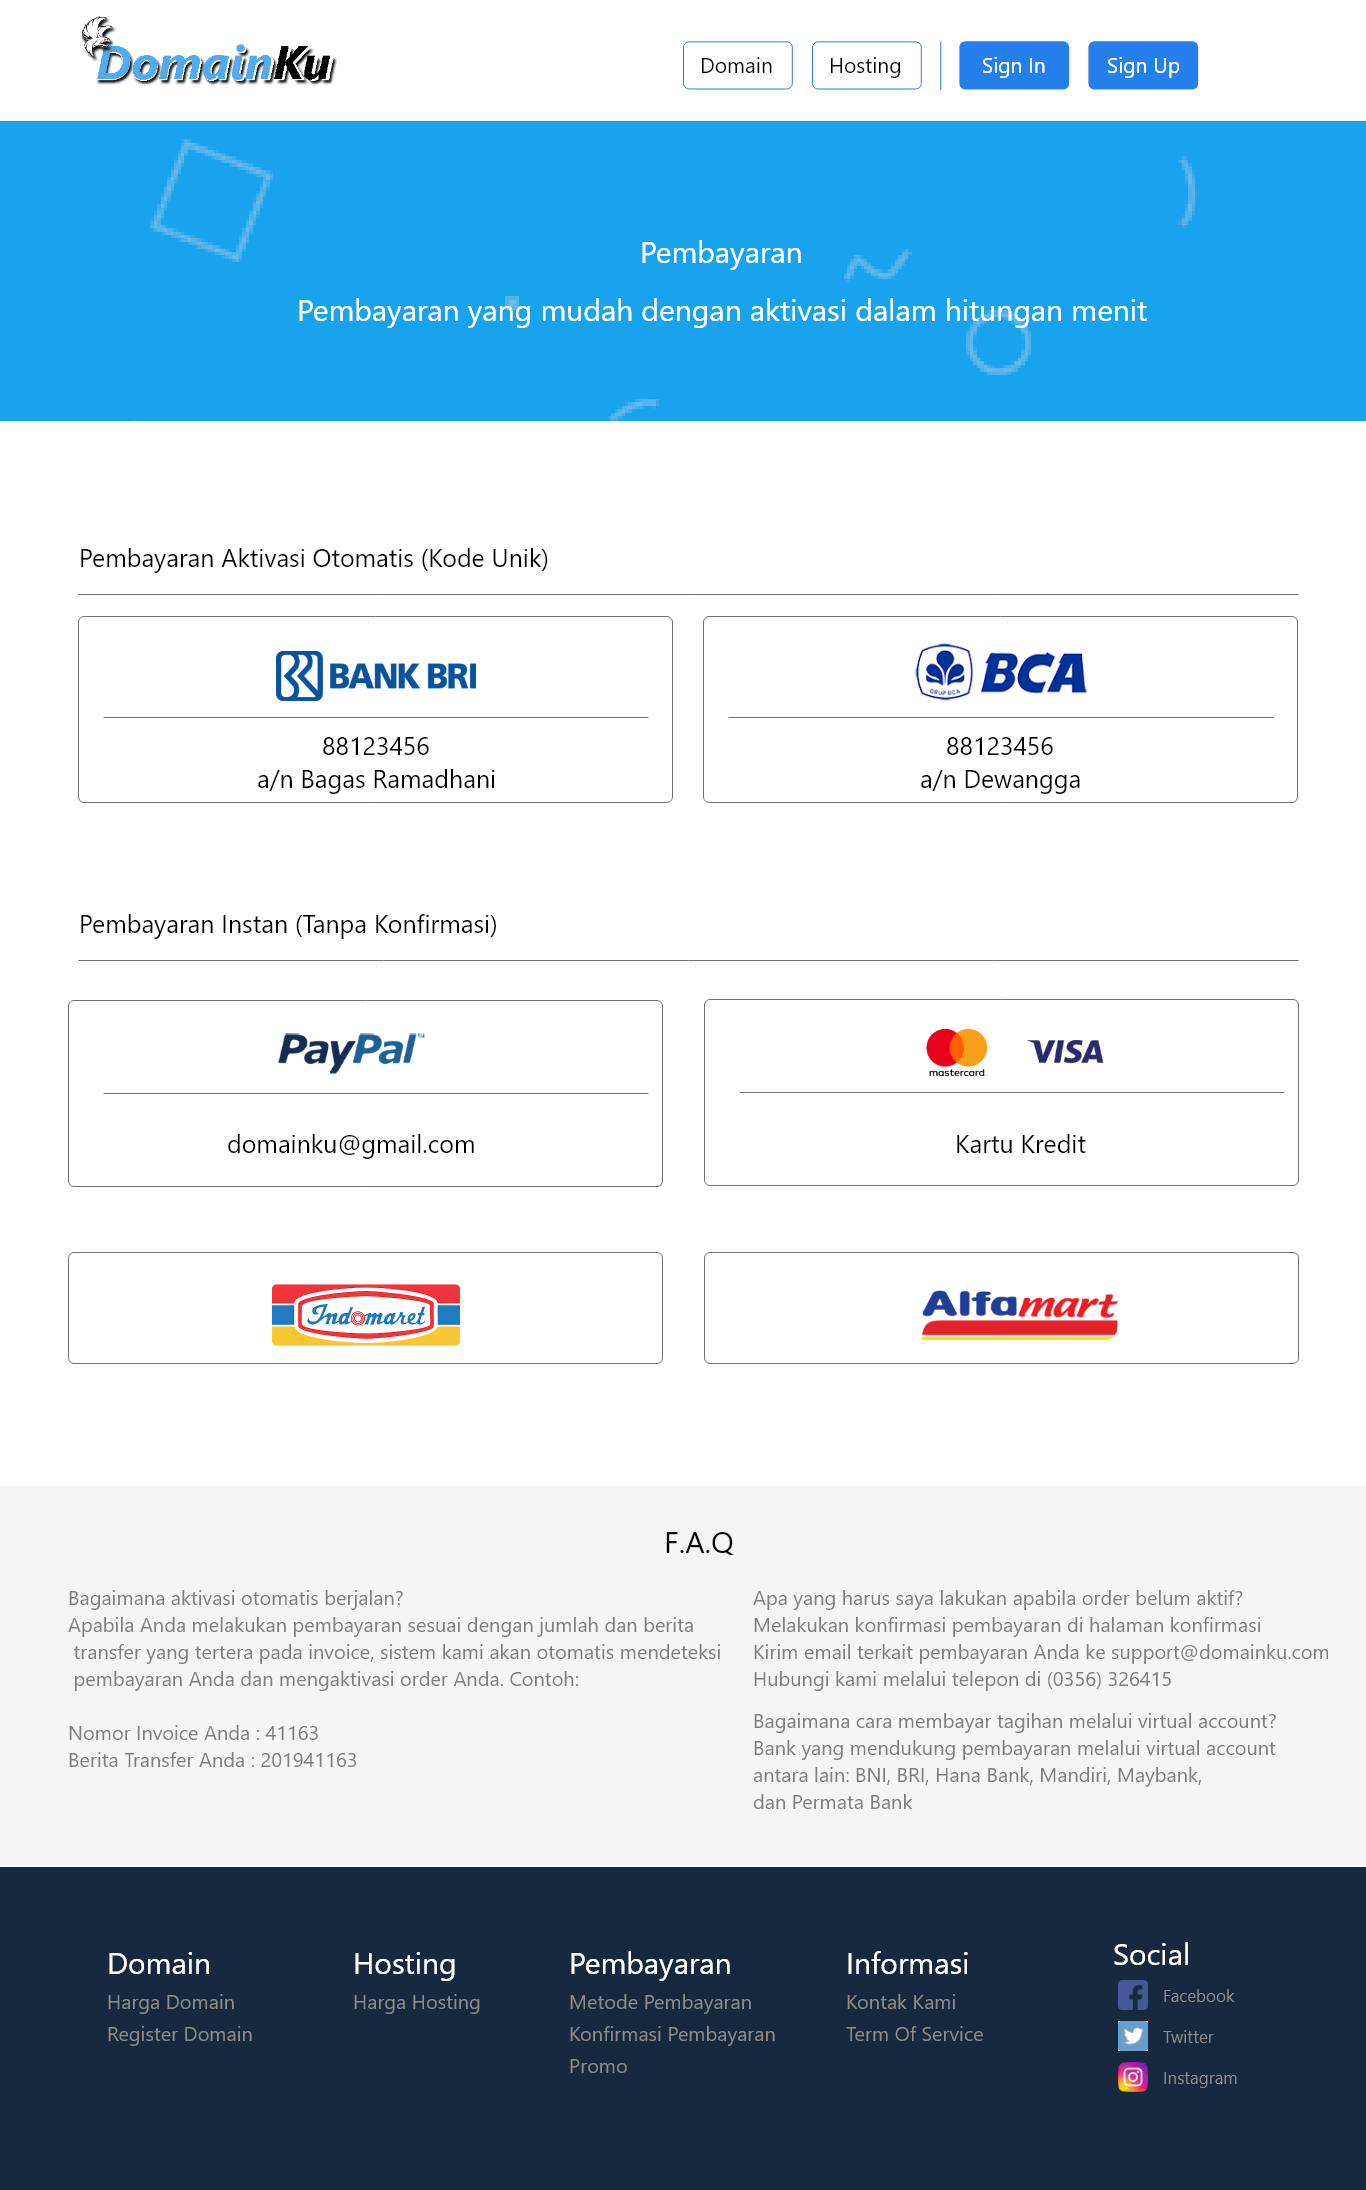 DomainKu
Domain
Hosting
Sign In
Sign Up
Pembayaran
Pembayaran yang mudah dengan aktivasi dalam hitungan menit
Pembayaran Aktivasi Otomatis (Kode Unik)
BANK BRI
88123456
a/n Bagas Ramadhani
GRUP BCA
BCA
88123456
a/n Dewangga
Pembayaran Instan (Tanpa Konfirmasi)
PayPal™
domainku@gmail.com
mastercard.
VISA
Kartu Kredit
Indomaret
Alfamart
F.A.Q
Bagaimana aktivasi otomatis berjalan?
Apabila Anda melakukan pembayaran sesuai dengan jumlah dan berita
transfer yang tertera pada invoice, sistem kami akan otomatis mendeteksi
pembayaran Anda dan mengaktivasi order Anda. Contoh:
Nomor Invoice Anda : 41163
Berita Transfer Anda : 201941163
Apa yang harus saya lakukan apabila order belum aktif?
Melakukan konfirmasi pembayaran di halaman konfirmasi
Kirim email terkait pembayaran Anda ke support@domainku.com
Hubungi kami melalui telepon di (0356) 326415
Bagaimana cara membayar tagihan melalui virtual account?
Bank yang mendukung pembayaran melalui virtual account
antara lain: BNI, BRI, Hana Bank, Mandiri, Maybank,
dan Permata Bank
Domain
Harga Domain
Register Domain
Hosting
Harga Hosting
Pembayaran
Metode Pembayaran
Konfirmasi Pembayaran
Promo
Informasi
Kontak Kami
Term Of Service
Social
Facebook
Twitter
Instagram